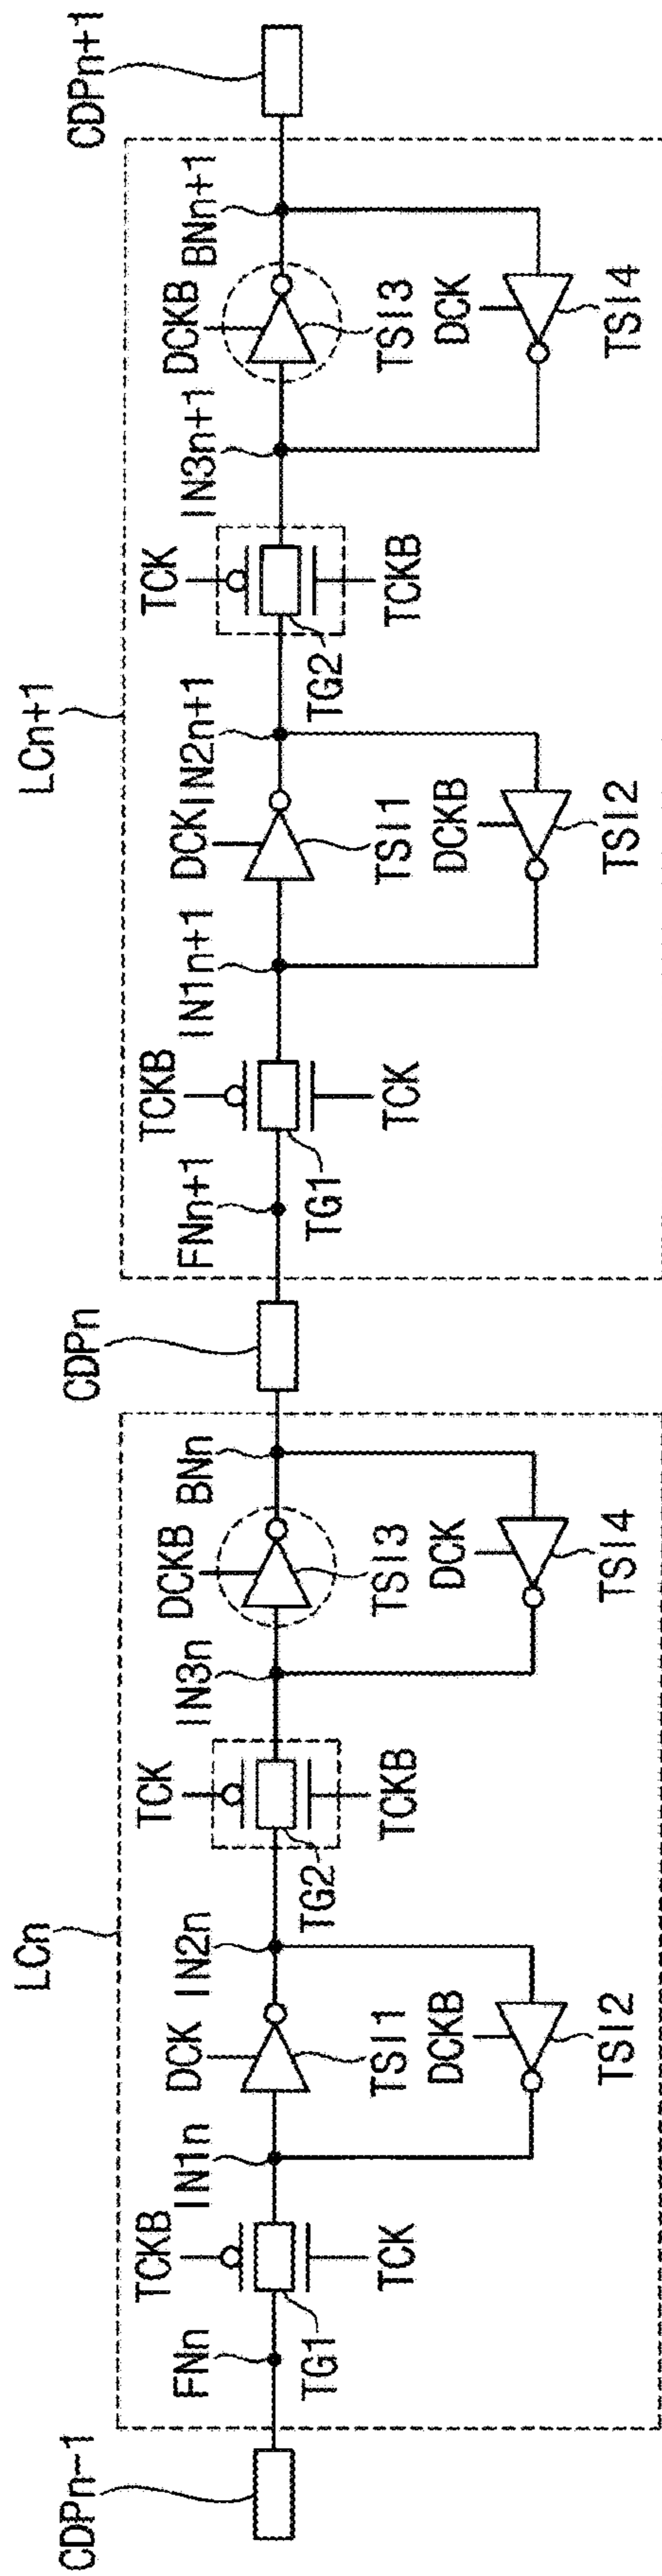 LCn
LCn+1
CDPn-1
FNn
TCKB
IN1n
DCK
IN2n
TCK
IN3n
DCKB
BNn
CDPn
FNn+1
TCKB
IN1n+1
DCK
IN2n+1
TCK
IN3n+1
DCKB
BNn+1
CDPn+1
TG1
TCK
TSI1
TG2
TCKB
TSI3
TG1
TCK
TSI1
TG2
TCKB
TSI3
DCKB
TSI2
DCK
TSI4
DCKB
TSI2
DCK
TSI4